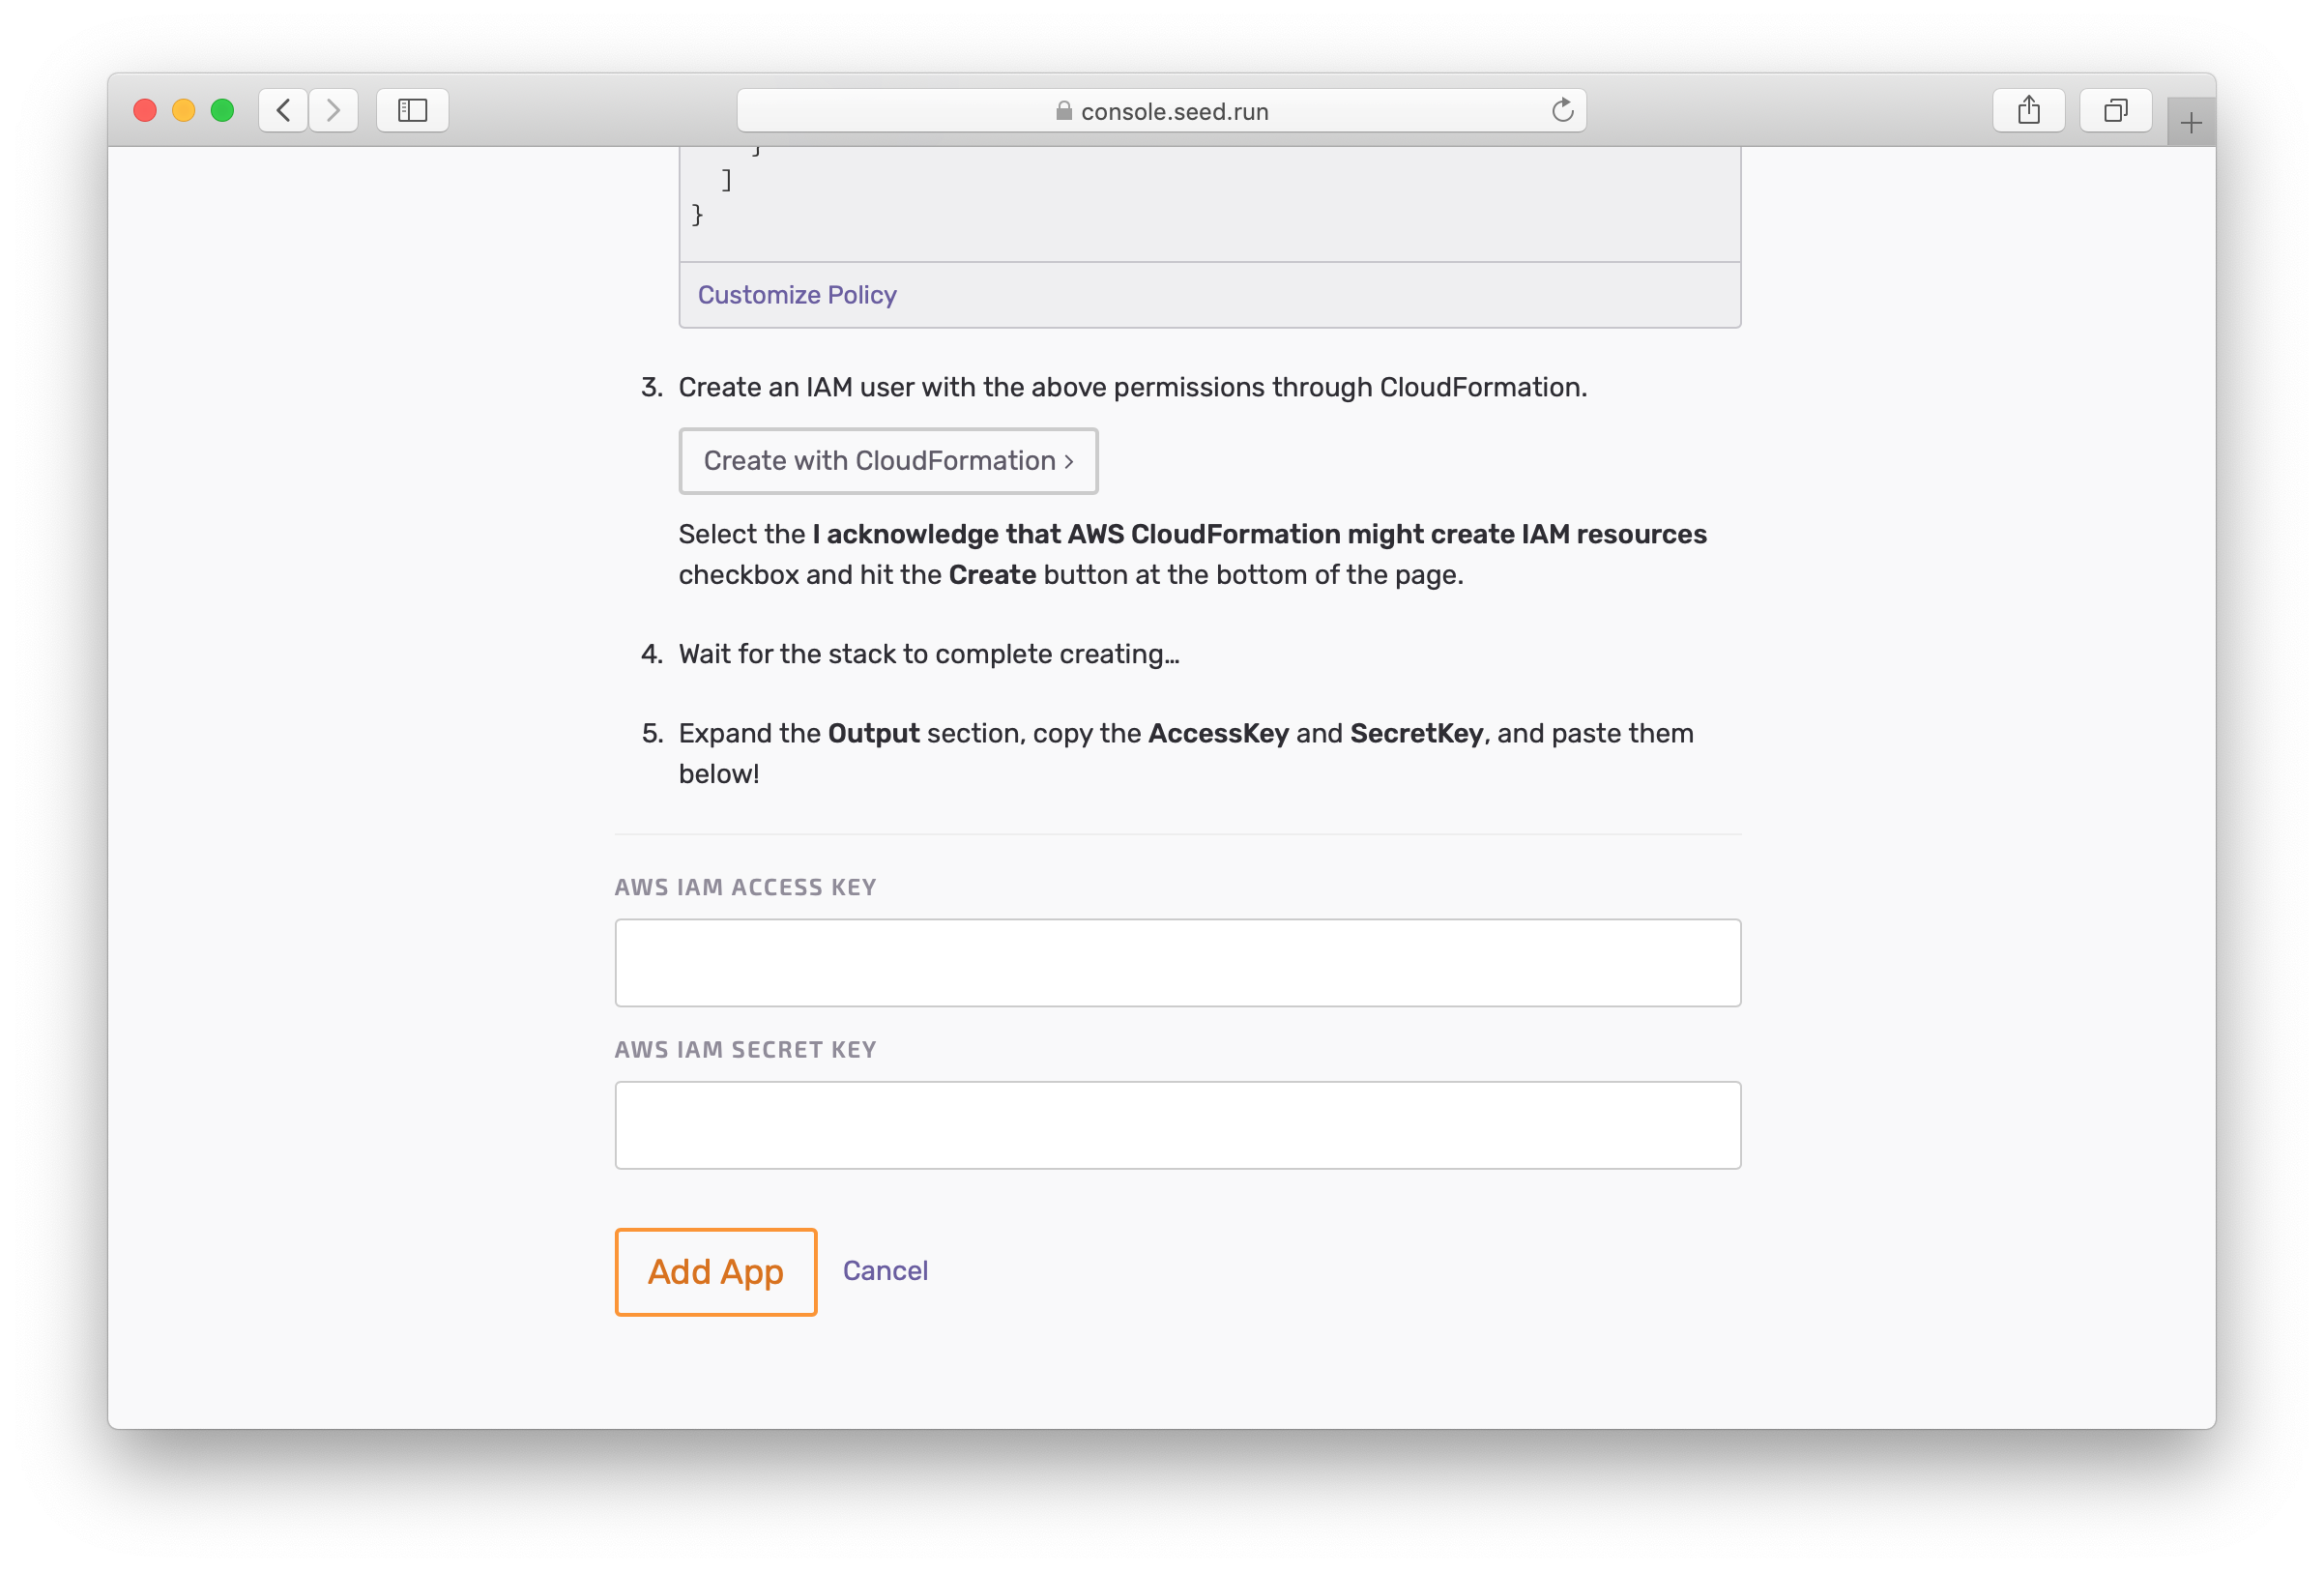 console.seed.run
}
]
}
Customize Policy
3. Create an IAM user with the above permissions through CloudFormation.
Create with CloudFormation ›
Select the I acknowledge that AWS CloudFormation might create IAM resources
checkbox and hit the Create button at the bottom of the page.
4. Wait for the stack to complete creating…
5. Expand the Output section, copy the AccessKey and SecretKey, and paste them
below!
AWS IAM ACCESS KEY
AWS IAM SECRET KEY
Add App Cancel